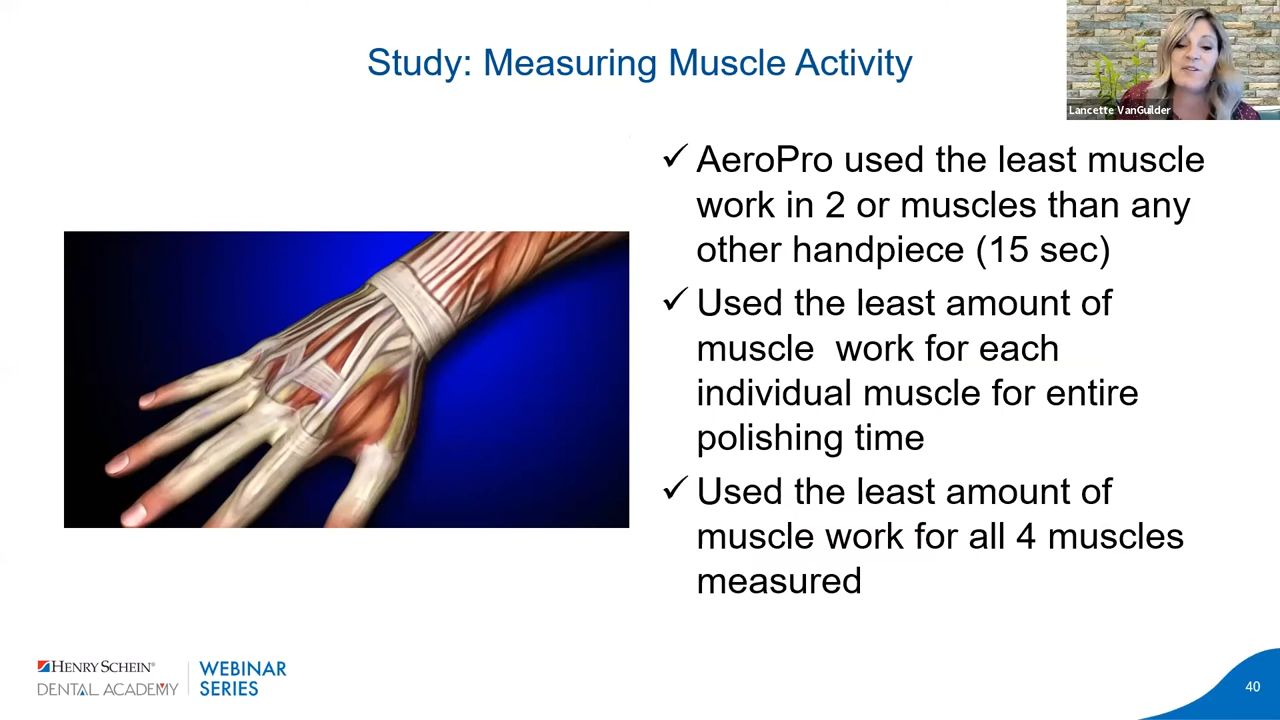 Study: Measuring Muscle Activity
Lancette VanGuilder
✓ AeroPro used the least muscle
work in 2 or muscles than any
other handpiece (15 sec)
✓ Used the least amount of
muscle  work for each
individual muscle for entire
polishing time
✓ Used the least amount of
muscle work for all 4 muscles
measured
HENRY SCHEIN®
DENTAL ACADEMY
WEBINAR
SERIES
40